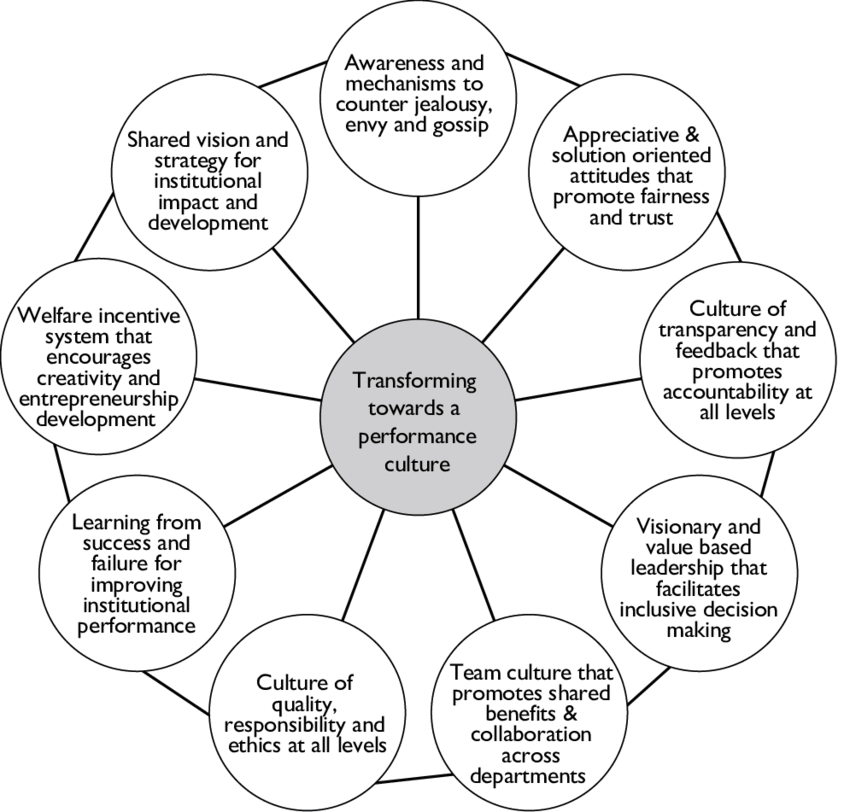 Awareness and
mechanisms to
counter jealousy,
envy and gossip
Appreciative &
solution oriented
attitudes that
promote fairness
and trust
Culture of
transparency and
feedback that
promotes
accountability at
all levels
Visionary and
value based
leadership that
facilitates
inclusive decision
making
Team culture that
promotes shared
benefits &
collaboration
across
departments
Culture of
quality,
responsibility and
ethics at all levels
Learning from
success and
failure for
improving
institutional
performance
Welfare incentive
system that
encourages
creativity and
entrepreneurship
development
Shared vision and
strategy for
institutional
impact and
development
Transforming
towards a
performance
culture